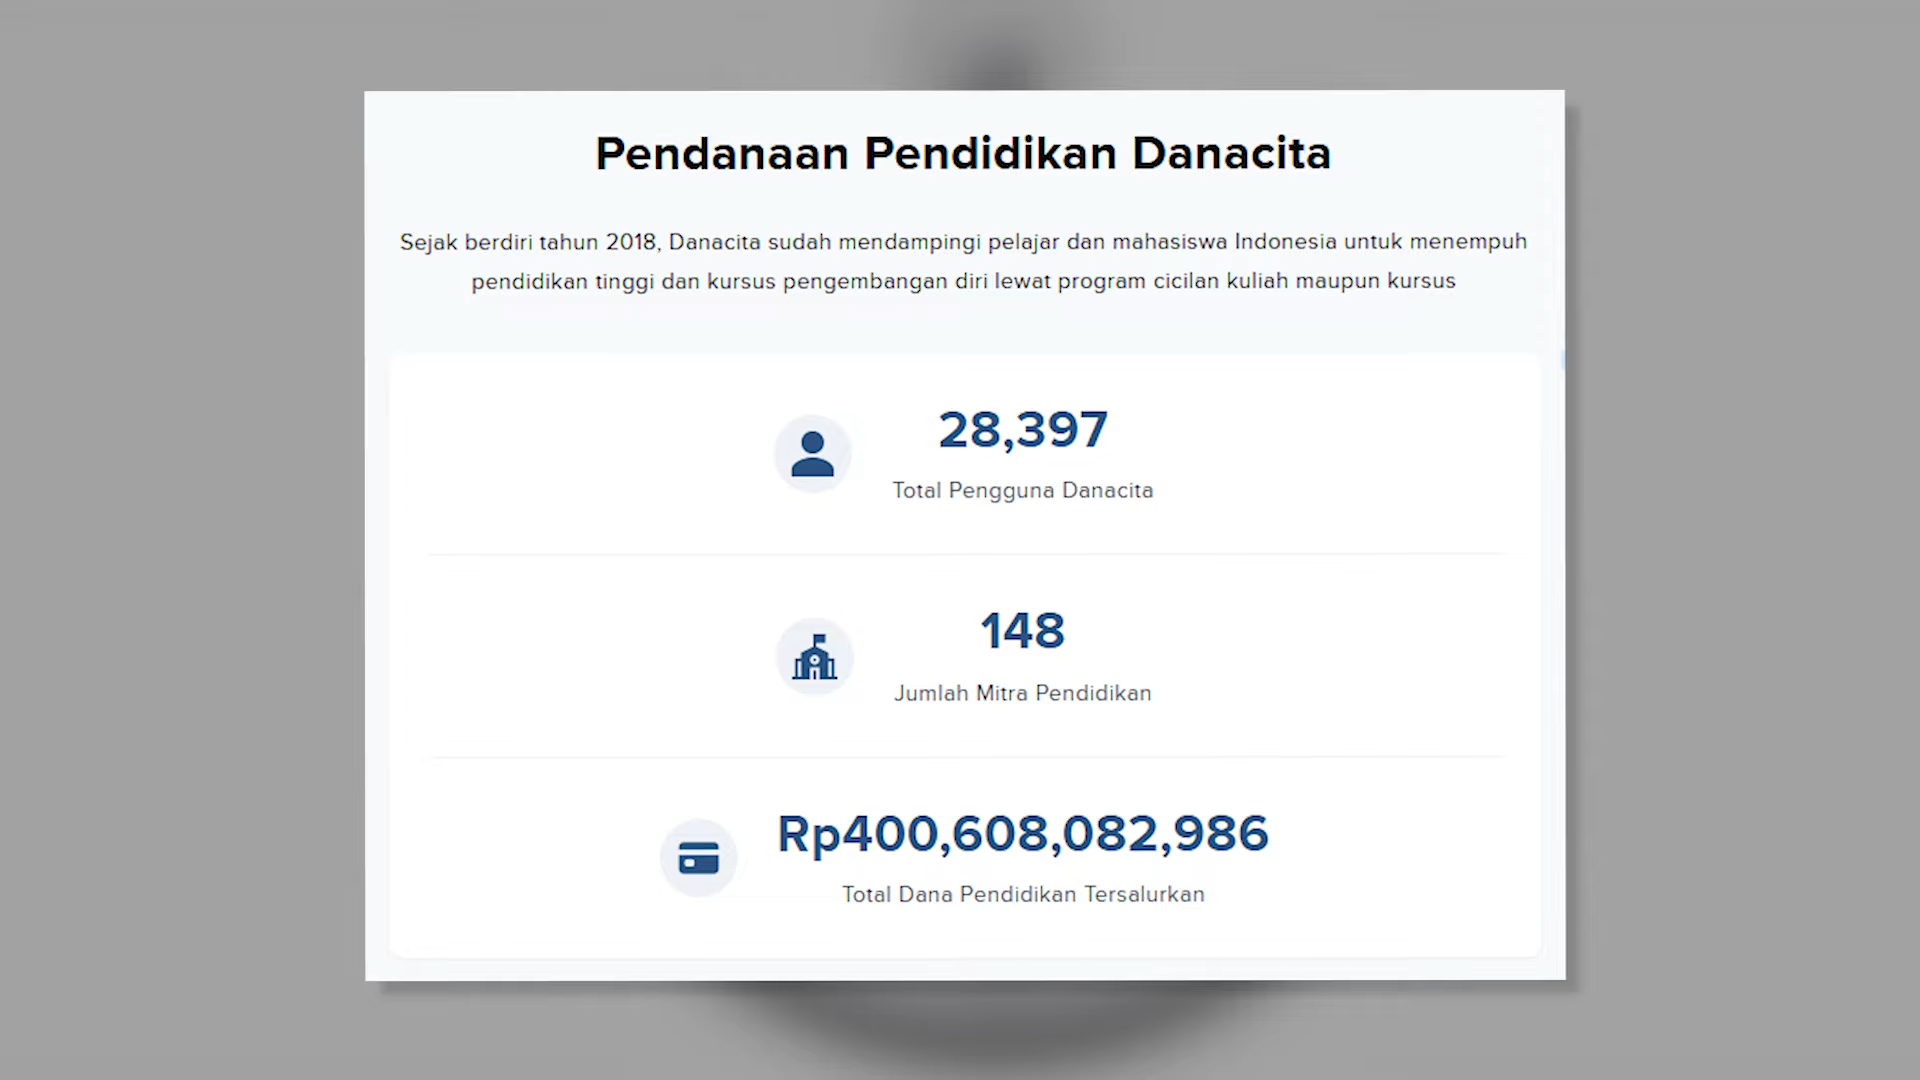 Pendanaan Pendidikan Danacita
Sejak berdiri tahun 2018, Danacita sudah mendampingi pelajar dan mahasiswa Indonesia untuk menempuh
pendidikan tinggi dan kursus pengembangan diri lewat program cicilan kuliah maupun kursus
28,397
Total Pengguna Danacita
148
Jumlah Mitra Pendidikan
Rp400,608,082,986
Total Dana Pendidikan Tersalurkan